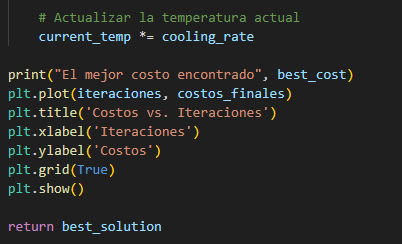 # Actualizar la temperatura actual
current_temp *= cooling_rate
print("El mejor costo encontrado", best_cost)
plt.plot(iteraciones, costos_finales)
plt.title('Costos vs. Iteraciones')
plt.xlabel('Iteraciones')
plt.ylabel('Costos')
plt.grid(True)
plt.show()
return best_solution